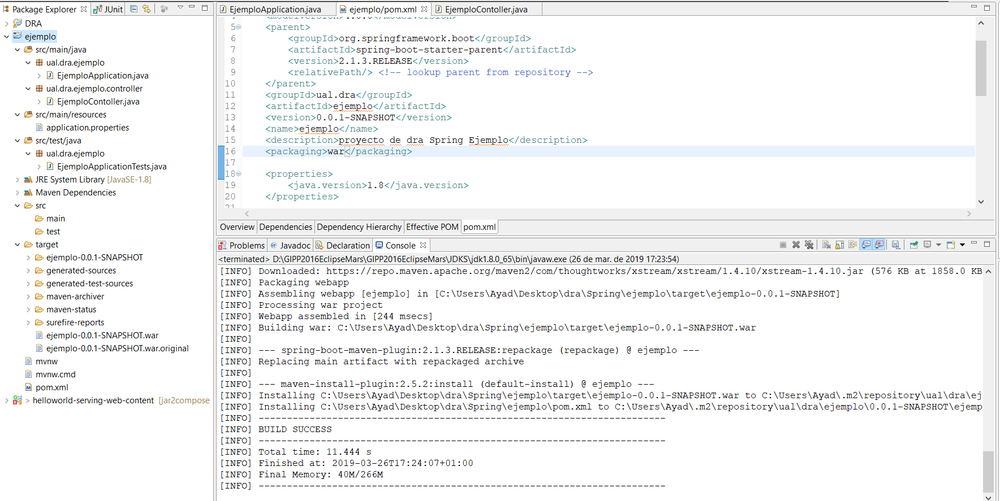 Package Explorer
JUnit
DRA
ejemplo
src/main/java
ual.dra.ejemplo
EjemploApplication.java
ual.dra.ejemplo.controller
EjemploContoller.java
src/main/resources
application.properties
src/test/java
ual.dra.ejemplo
EjemploApplicationTests.java
JRE System Library [JavaSE-1.8]
Maven Dependencies
src
main
test
target
ejemplo-0.0.1-SNAPSHOT
generated-sources
generated-test-sources
maven-archiver
maven-status
surefire-reports
ejemplo-0.0.1-SNAPSHOT.war
ejemplo-0.0.1-SNAPSHOT.war.original
mvnw
mvnw.cmd
pom.xml
> helloworld-serving-web-content [jar2compose
EjemploApplication.java ejemplo/pom.xml EjemploContoller.java
4 <modelVersion>4.0.0</modelVersion>
5 <parent>
6 <groupId>org.springframework.boot</groupId>
7 <artifactId>spring-boot-starter-parent</artifactId>
8 <version>2.1.3.RELEASE</version>
9 <relativePath/> <!-- lookup parent from repository -->
10 </parent>
11 <groupId>ual.dra</groupId>
12 <artifactId>ejemplo</artifactId>
13 <version>0.0.1-SNAPSHOT</version>
14 <name>ejemplo</name>
15 <description>proyecto de dra Spring Ejemplo</description>
16 <packaging>war</packaging>
17
18 <properties>
19 <java.version>1.8</java.version>
20 </properties>
21
Overview Dependencies Dependency Hierarchy Effective POM pom.xml
Problems @ Javadoc Declaration Console
<terminated> D:\GIPP2016EclipseMars\GIPP2016EclipseMars\JDKS\jdk1.8.0_65\bin\javaw.exe (26 de mar. de 2019 17:23:54)
[INFO] Downloaded: https://repo.maven.apache.org/maven2/com/thoughtworks/xstream/xstream/1.4.10/xstream-1.4.10.jar (576 KB at 1858.0 KB
[INFO] Packaging webapp
[INFO] Assembling webapp [ejemplo] in [C:\Users\Ayad\Desktop\dra\Spring\ejemplo\target\ejemplo-0.0.1-SNAPSHOT]
[INFO] Processing war project
[INFO] Webapp assembled in [244 msecs]
[INFO] Building war: C:\Users\Ayad\Desktop\dra\Spring\ejemplo\target\ejemplo-0.0.1-SNAPSHOT.war
[INFO]
[INFO] --- spring-boot-maven-plugin:2.1.3.RELEASE:repackage (repackage) @ ejemplo ---
[INFO] Replacing main artifact with repackaged archive
[INFO]
[INFO] --- maven-install-plugin:2.5.2:install (default-install) @ ejemplo ---
[INFO] Installing C:\Users\Ayad\Desktop\dra\Spring\ejemplo\target\ejemplo-0.0.1-SNAPSHOT.war to C:\Users\Ayad\.m2\repository\ual\dra\ej
[INFO] Installing C:\Users\Ayad\Desktop\dra\Spring\ejemplo\pom.xml to C:\Users\Ayad\.m2\repository\ual\dra\ejemplo\0.0.1-SNAPSHOT\ejemp
[INFO] ------------------------------------------------------------------------
[INFO] BUILD SUCCESS
[INFO] ------------------------------------------------------------------------
[INFO] Total time: 11.444 s
[INFO] Finished at: 2019-03-26T17:24:07+01:00
[INFO] Final Memory: 40M/266M
[INFO] ------------------------------------------------------------------------